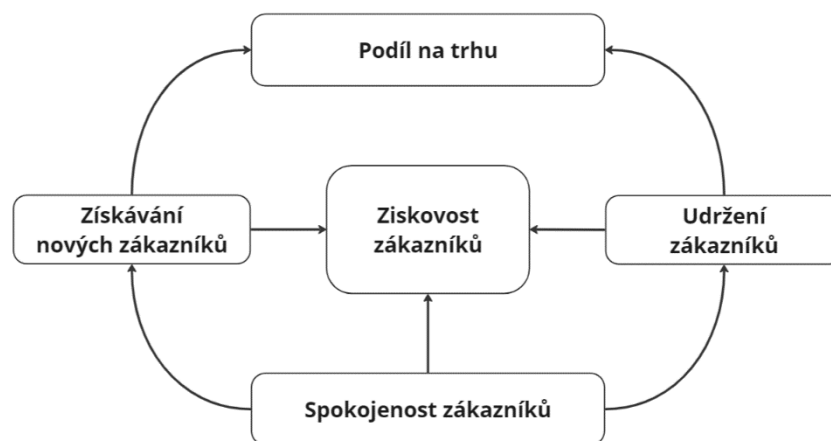 Podíl na trhu
Získávání
nových zákazníků
Ziskovost
zákazníků
Udržení
zákazníků
Spokojenost zákazníků